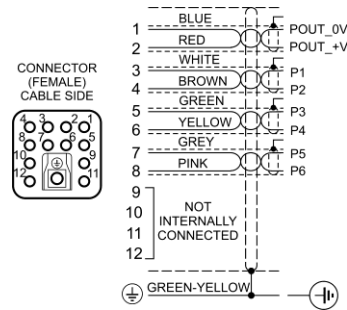 BLUE
1 POUT_0V
RED
2 POUT_+V
WHITE
3 P1
BROWN
4 P2
GREEN
5 P3
YELLOW
6 P4
GREY
7 P5
PINK
8 P6
9
10
11
12
NOT
INTERNALLY
CONNECTED
GREEN-YELLOW
CONNECTOR
(FEMALE)
CABLE SIDE
4 3 2 1
8 7 6 5
10 9
12 11